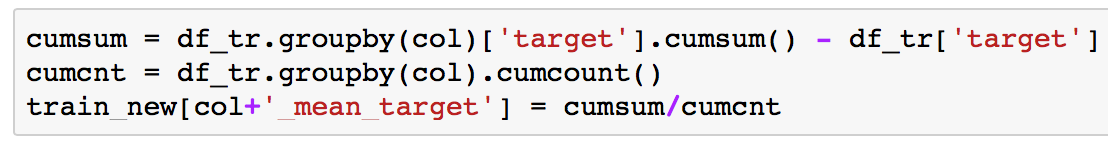 cumsum = df_tr.groupby(col)['target'].cumsum() - df_tr['target']
cumcnt = df_tr.groupby(col).cumcount()
train_new[col+'_mean_target'] = cumsum/cumcnt